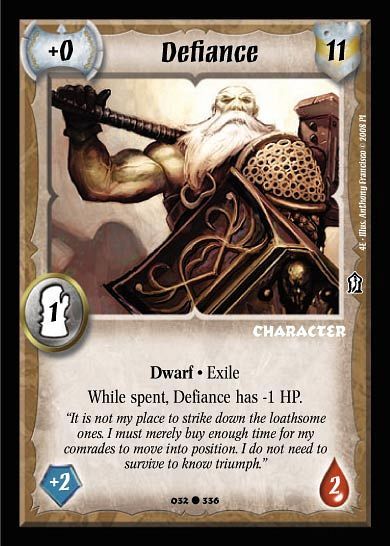 +0
Defiance
11
4E • Illus. Anthony Francisco © 2008 PI
1
CHARACTER
Dwarf • Exile
While spent, Defiance has -1 HP.
“It is not my place to strike down the loathsome
ones. I must merely buy enough time for my
comrades to move into position. I do not need to
survive to know triumph.”
+2
032 ● 336
2